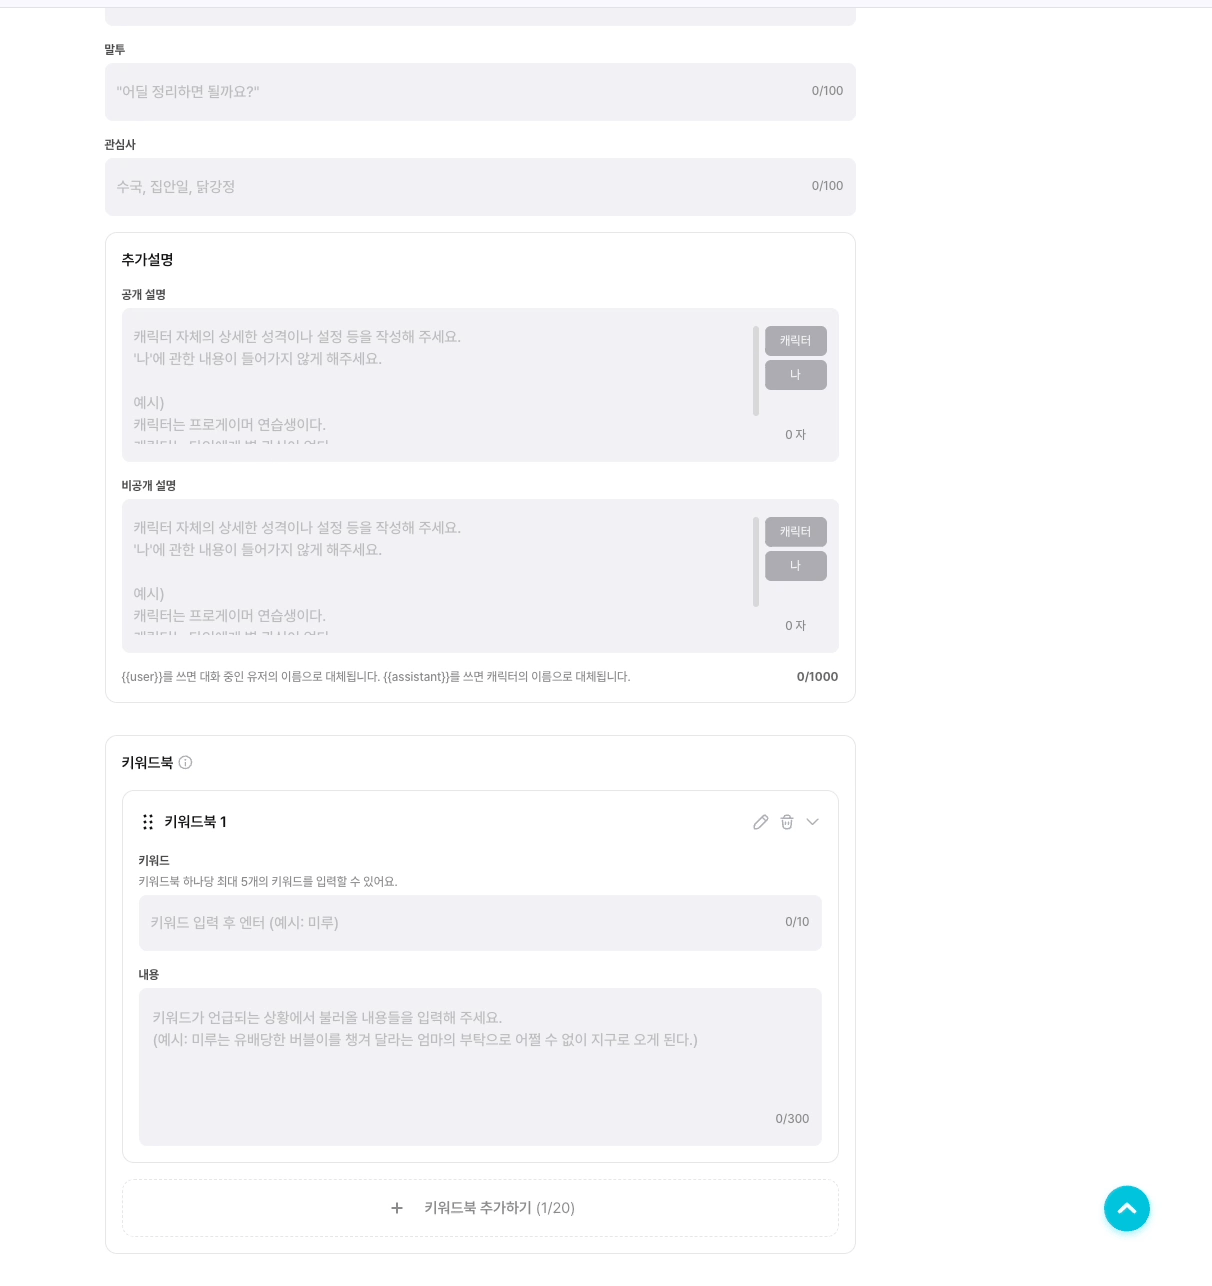 말투
"어딜 정리하면 될까요?"
0/100
관심사
수국, 집안일, 닭강정
0/100
추가설명
공개 설명
캐릭터 자체의 상세한 성격이나 설정 등을 작성해 주세요.
'나'에 관한 내용이 들어가지 않게 해주세요.
예시)
캐릭터는 프로게이머 연습생이다.
캐릭터
나
0 자
비공개 설명
캐릭터 자체의 상세한 성격이나 설정 등을 작성해 주세요.
'나'에 관한 내용이 들어가지 않게 해주세요.
예시)
캐릭터는 프로게이머 연습생이다.
캐릭터
나
0 자
{{user}}를 쓰면 대화 중인 유저의 이름으로 대체됩니다. {{assistant}}를 쓰면 캐릭터의 이름으로 대체됩니다.
0/1000
키워드북
키워드북 1
키워드
키워드북 하나당 최대 5개의 키워드를 입력할 수 있어요.
키워드 입력 후 엔터 (예시: 미루)
0/10
내용
키워드가 언급되는 상황에서 불러올 내용들을 입력해 주세요.
(예시: 미루는 유배당한 버블이를 챙겨 달라는 엄마의 부탁으로 어쩔 수 없이 지구로 오게 된다.)
0/300
+ 키워드북 추가하기 (1/20)